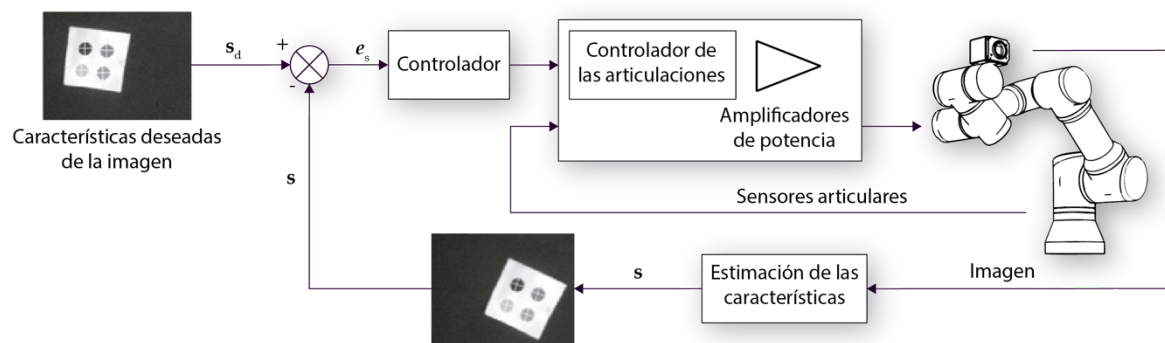 s_d
+
-
e_s
Controlador
Controlador de
las articulaciones
Amplificadores
de potencia
Características deseadas
de la imagen
s
Sensores articulares
s
Estimación de las
características
Imagen